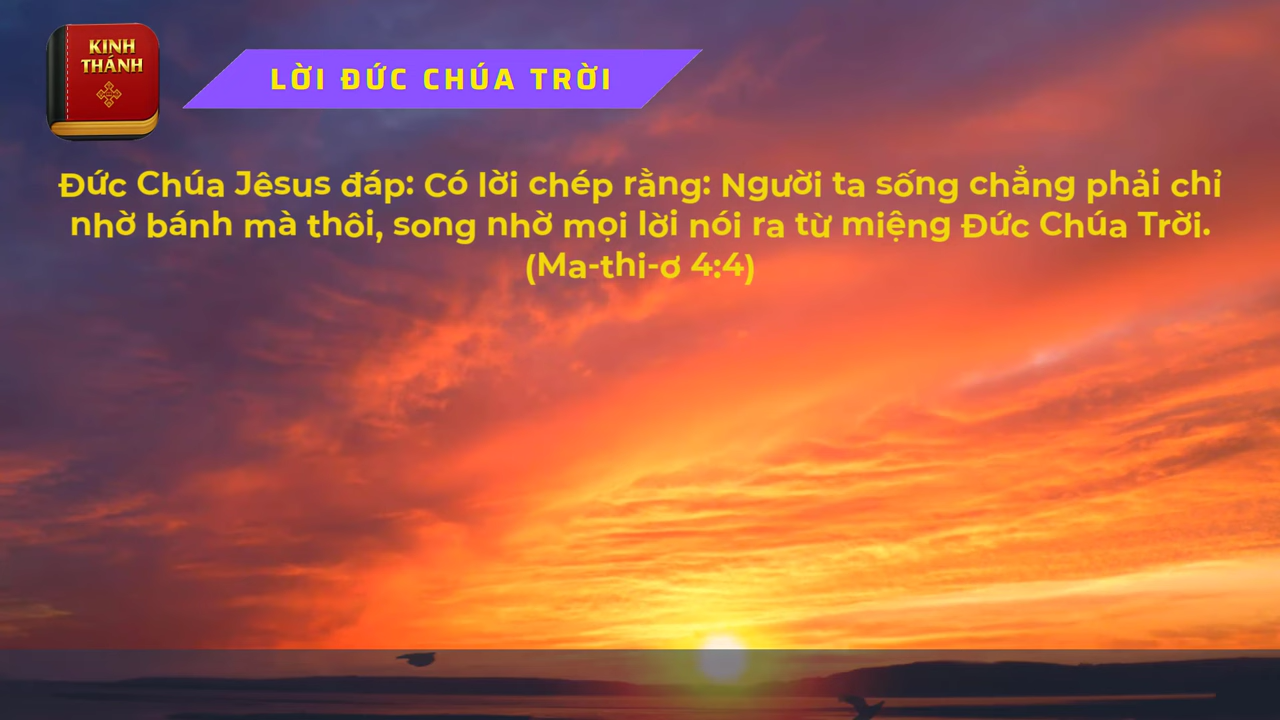 KINH
THÁNH
LỜI ĐỨC CHÚA TRỜI
Đức Chúa Jêsus đáp: Có lời chép rằng: Người ta sống chẳng phải chỉ
nhờ bánh mà thôi, song nhờ mọi lời nói ra từ miệng Đức Chúa Trời.
(Ma-thi-ơ 4:4)